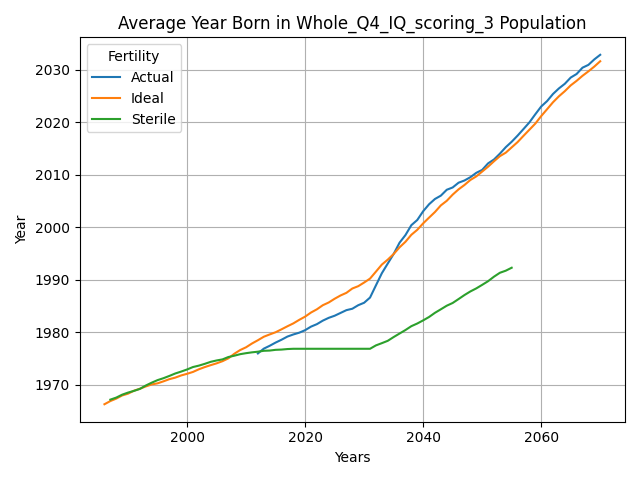 Average Year Born in Whole_Q4_IQ_scoring_3 Population
Fertility
Actual
Ideal
Sterile
Year
2030
2020
2010
2000
1990
1980
1970
2000
2020
2040
2060
Years